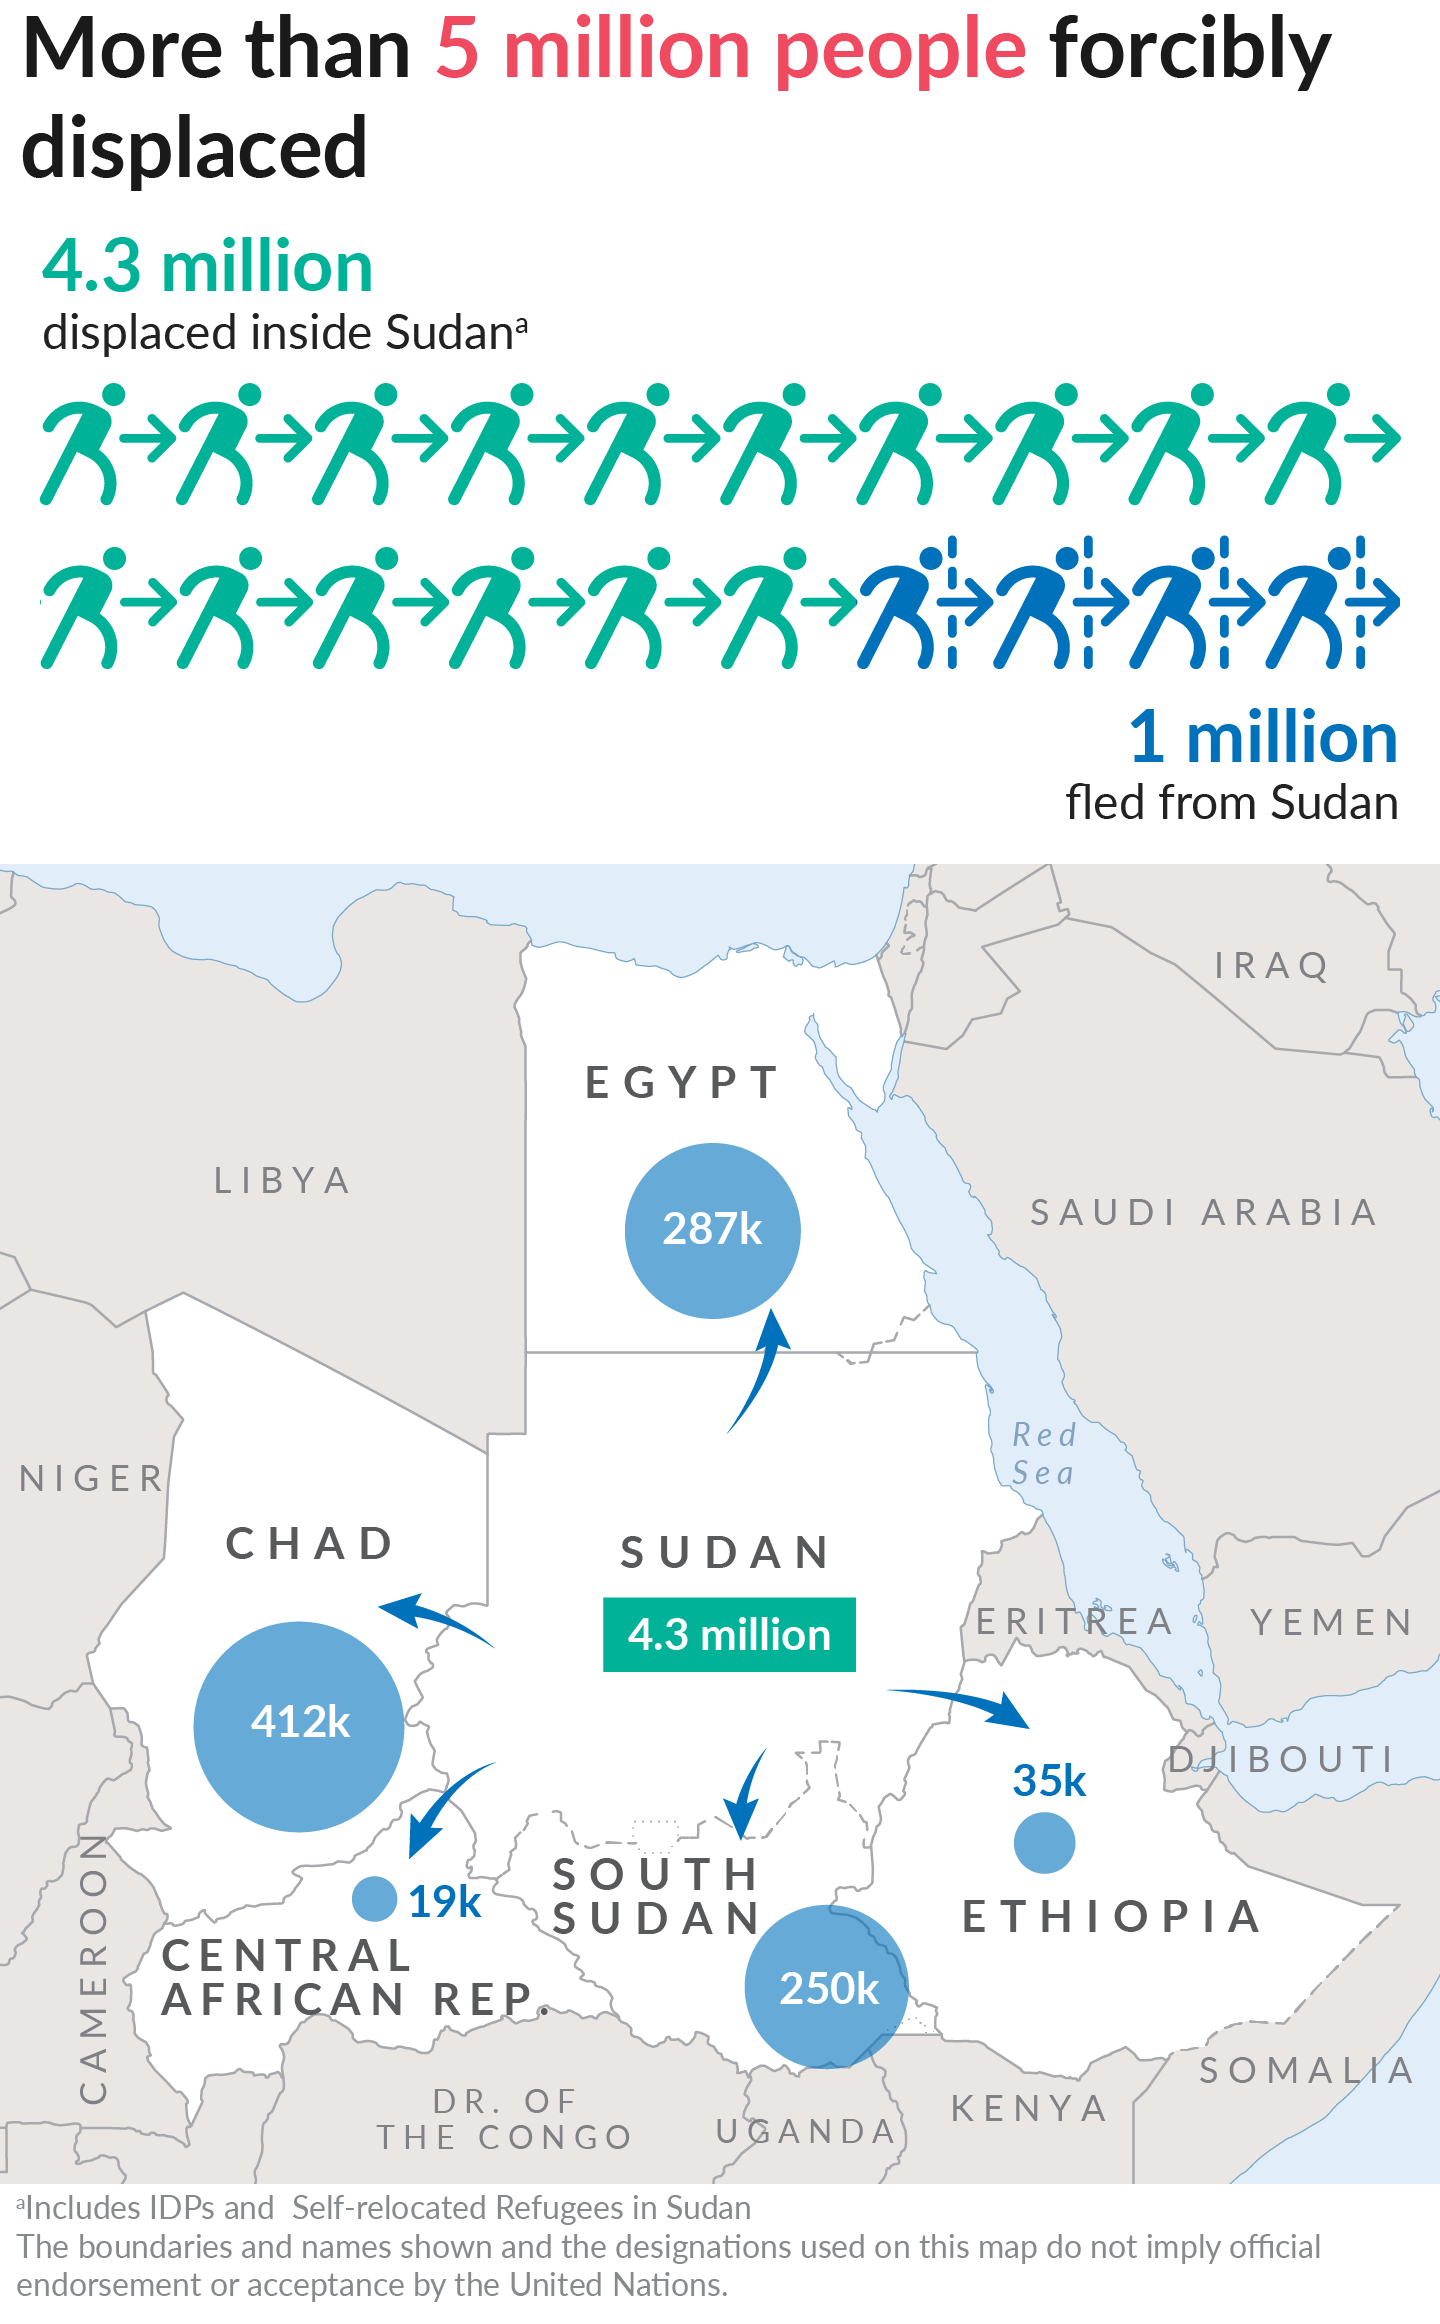 More than 5 million people forcibly
displaced
4.3 million
displaced inside Sudanᵃ
1 million
fled from Sudan
IRAQ
EGYPT
LIBYA
287k
SAUDI ARABIA
Red
Sea
NIGER
CHAD
SUDAN
4.3 million
ERITREA
YEMEN
412k
DJIBOUTI
35k
SOUTH
SUDAN
19k
ETHIOPIA
CAMEROON
CENTRAL
AFRICAN REP.
250k
SOMALIA
DR. OF
THE CONGO
UGANDA
KENYA
ᵃIncludes IDPs and  Self-relocated Refugees in Sudan
The boundaries and names shown and the designations used on this map do not imply official
endorsement or acceptance by the United Nations.